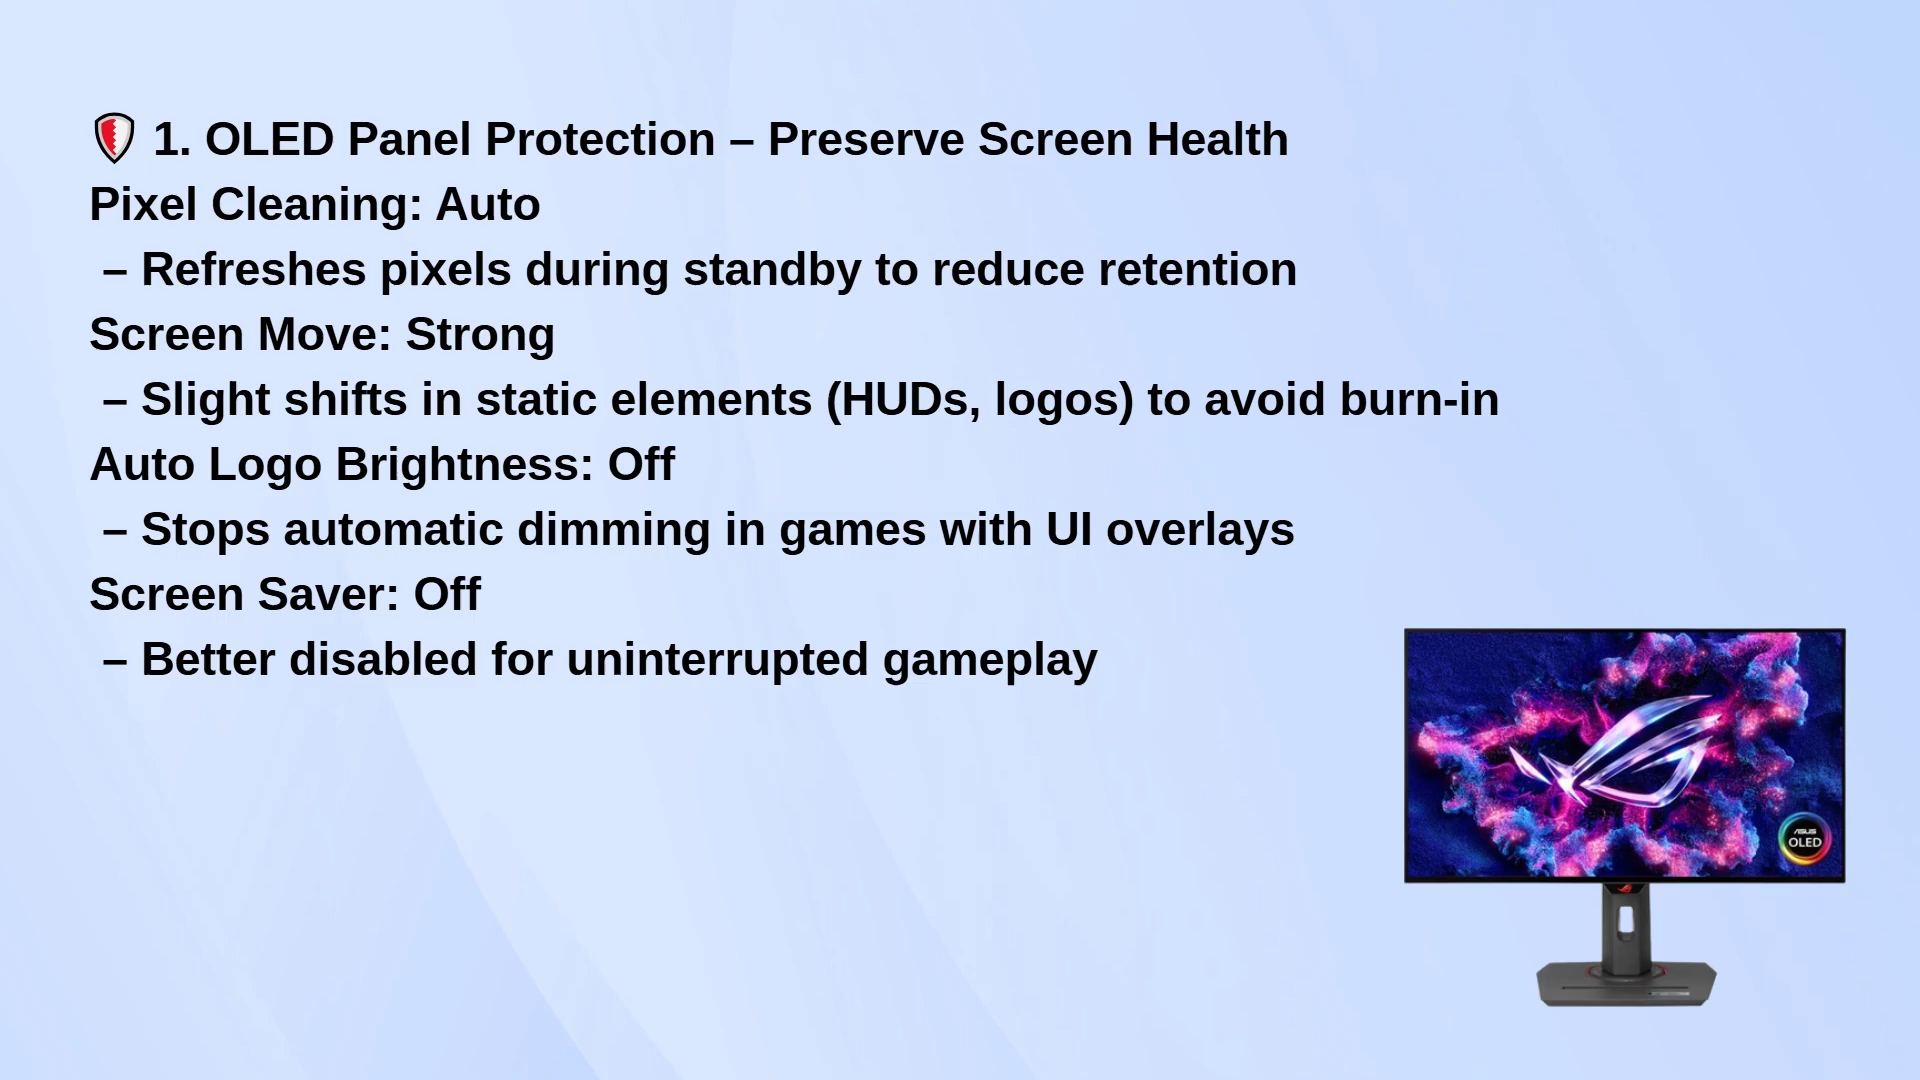 🛡 1. OLED Panel Protection – Preserve Screen Health
Pixel Cleaning: Auto
– Refreshes pixels during standby to reduce retention
Screen Move: Strong
– Slight shifts in static elements (HUDs, logos) to avoid burn-in
Auto Logo Brightness: Off
– Stops automatic dimming in games with UI overlays
Screen Saver: Off
– Better disabled for uninterrupted gameplay
ASUS
OLED